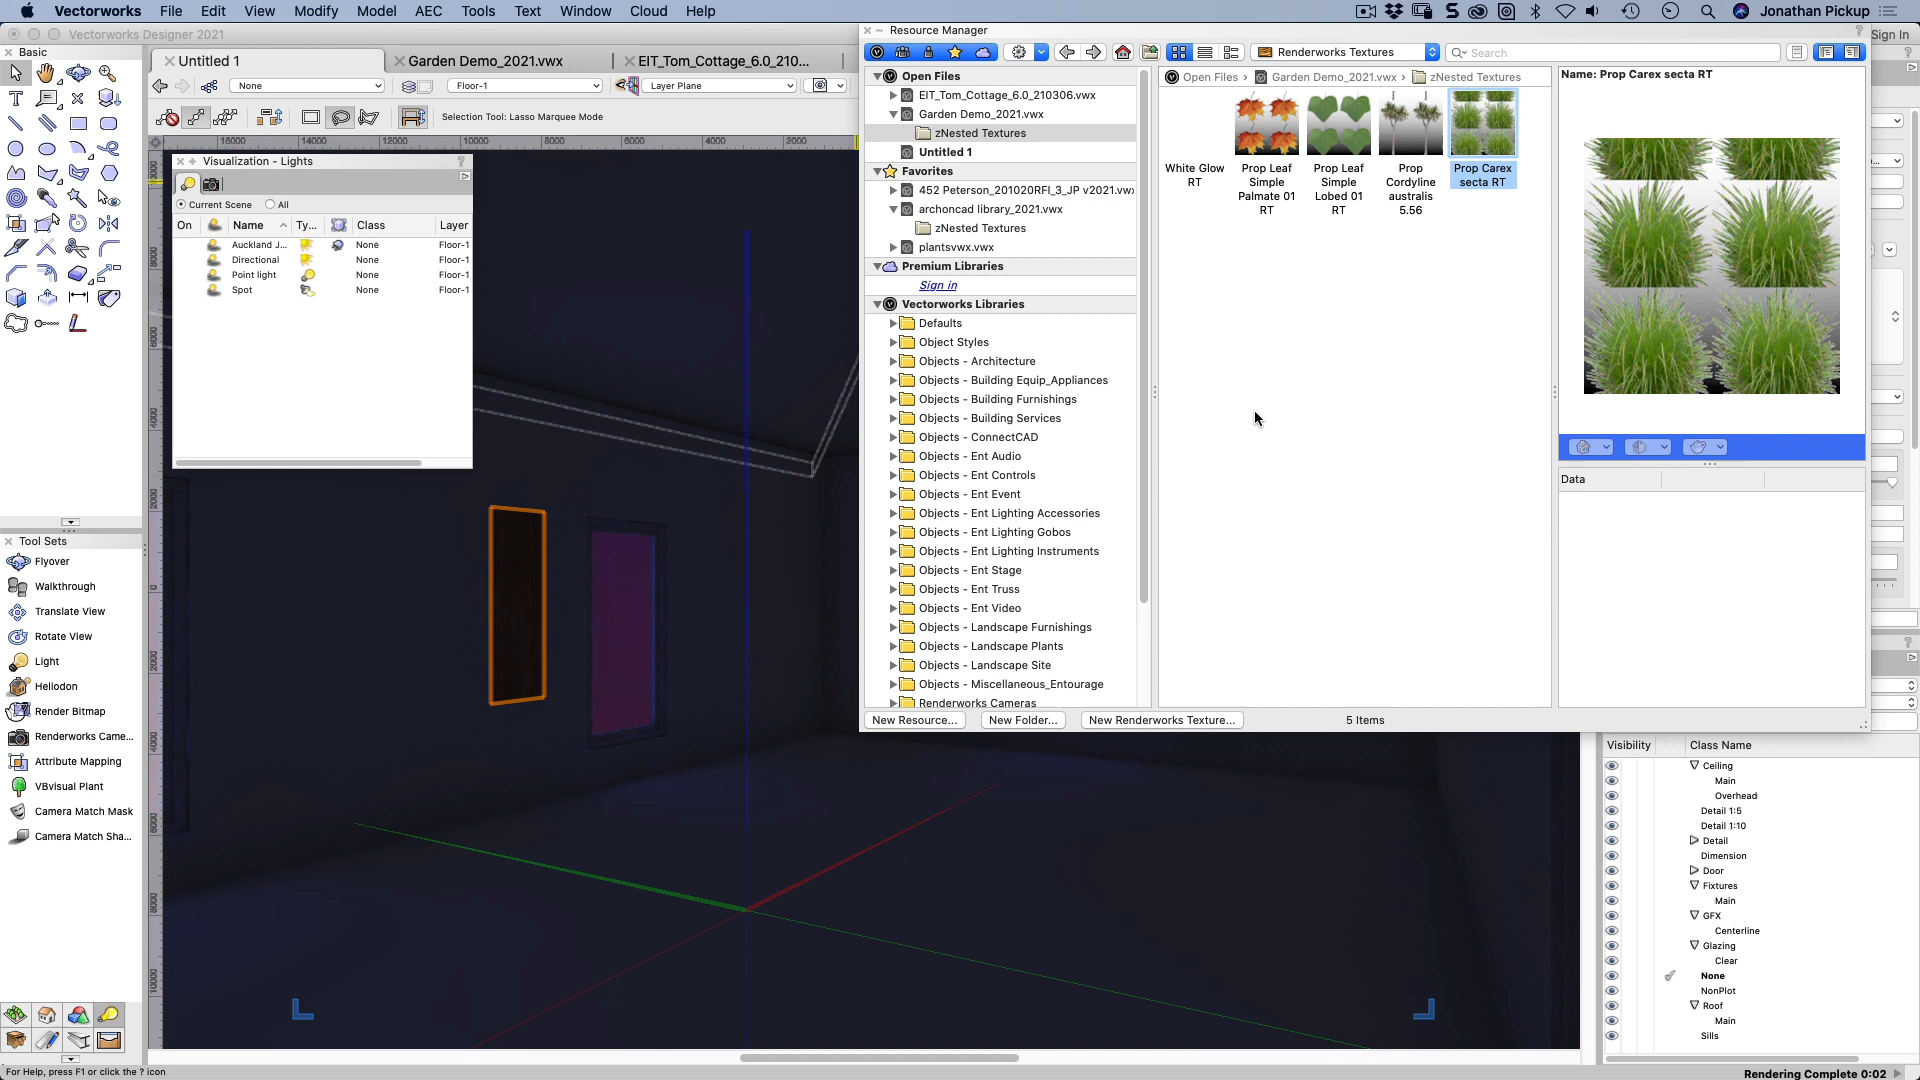 Vectorworks File Edit View Modify Model AEC Tools Text Window Cloud Help
Jonathan Pickup
Vectorworks Designer 2021
Resource Manager
Sign In
Basic
Untitled 1
Garden Demo_2021.vwx
EIT_Tom_Cottage_6.0_210...
None
Floor-1
Layer Plane
Selection Tool: Lasso Marquee Mode
Renderworks Textures
Search
Open Files
EIT_Tom_Cottage_6.0_210306.vwx
Garden Demo_2021.vwx
zNested Textures
Untitled 1
Favorites
452 Peterson_201020RFI_3_JP v2021.vwx
archoncad library_2021.vwx
zNested Textures
plantsvwx.vwx
Premium Libraries
Sign in
Vectorworks Libraries
Defaults
Object Styles
Objects - Architecture
Objects - Building Equip_Appliances
Objects - Building Furnishings
Objects - Building Services
Objects - ConnectCAD
Objects - Ent Audio
Objects - Ent Controls
Objects - Ent Event
Objects - Ent Lighting Accessories
Objects - Ent Lighting Gobos
Objects - Ent Lighting Instruments
Objects - Ent Stage
Objects - Ent Truss
Objects - Ent Video
Objects - Landscape Furnishings
Objects - Landscape Plants
Objects - Landscape Site
Objects - Miscellaneous_Entourage
Renderworks Cameras
Open Files › Garden Demo_2021.vwx › zNested Textures
White Glow
RT
Prop Leaf
Simple
Palmate 01
RT
Prop Leaf
Simple
Lobed 01
RT
Prop
Cordyline
australis
5.56
Prop Carex
secta RT
Name: Prop Carex secta RT
Data
New Resource...
New Folder...
New Renderworks Texture...
5 Items
Visualization - Lights
Current Scene
All
On Name Ty... Class Layer
Auckland J... None Floor-1
Directional None Floor-1
Point light None Floor-1
Spot None Floor-1
Tool Sets
Flyover
Walkthrough
Translate View
Rotate View
Light
Heliodon
Render Bitmap
Renderworks Came...
Attribute Mapping
VBvisual Plant
Camera Match Mask
Camera Match Sha...
Visibility Class Name
Ceiling
Main
Overhead
Detail 1:5
Detail 1:10
Detail
Dimension
Door
Fixtures
Main
GFX
Centerline
Glazing
Clear
None
NonPlot
Roof
Main
Sills
For Help, press F1 or click the ? icon
Rendering Complete 0:02